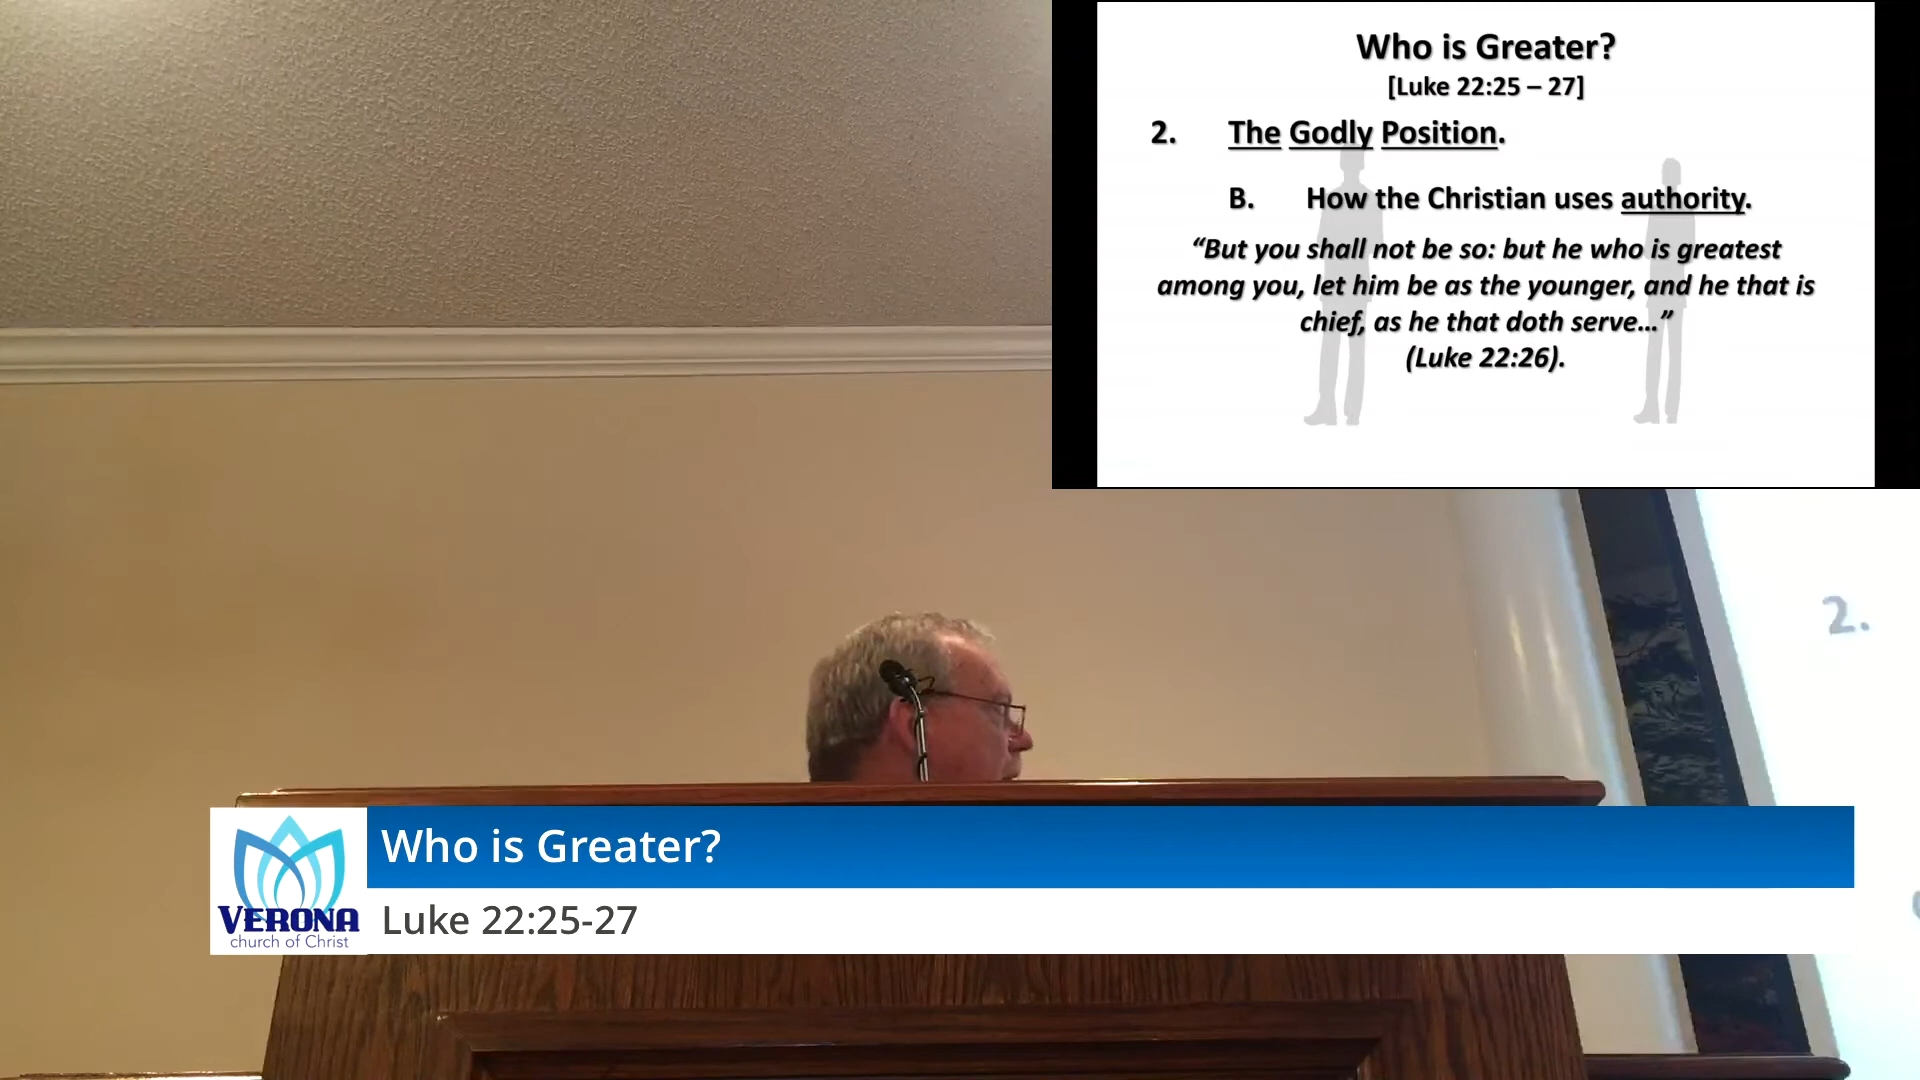 Who is Greater?
[Luke 22:25 – 27]
2. The Godly Position.
B. How the Christian uses authority.
“But you shall not be so: but he who is greatest
among you, let him be as the younger, and he that is
chief, as he that doth serve...”
(Luke 22:26).
2.
Who is Greater?
Luke 22:25-27
VERONA
church of Christ